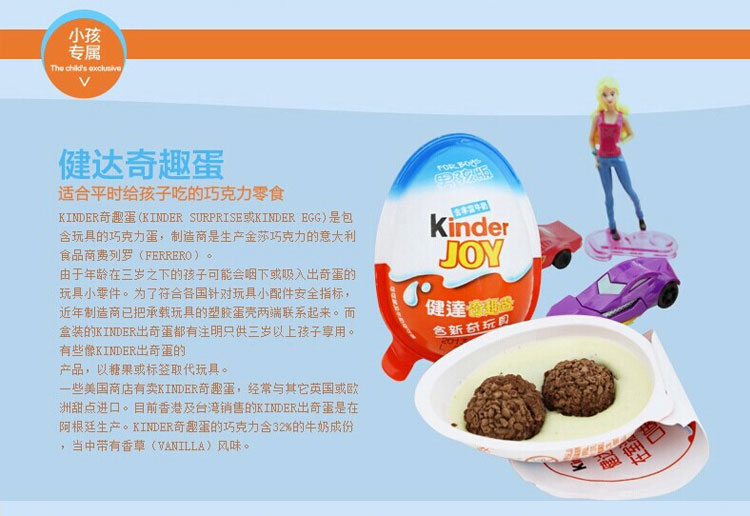 小孩
专属
The child's exclusive
健达奇趣蛋
适合平时给孩子吃的巧克力零食
KINDER奇趣蛋(KINDER SURPRISE或KINDER EGG)是包
含玩具的巧克力蛋，制造商是生产金莎巧克力的意大利
食品商费列罗（FERRERO）。
由于年龄在三岁之下的孩子可能会咽下或吸入出奇蛋的
玩具小零件。为了符合各国针对玩具小配件安全指标，
近年制造商已把承载玩具的塑胶蛋壳两端联系起来。而
盒装的KINDER出奇蛋都有注明只供三岁以上孩子享用。
有些像KINDER出奇蛋的
产品，以糖果或标签取代玩具。
一些美国商店有卖KINDER奇趣蛋，经常与其它英国或欧
洲甜点进口。目前香港及台湾销售的KINDER出奇蛋是在
阿根廷生产。KINDER奇趣蛋的巧克力含32%的牛奶成份
，当中带有香草（VANILLA）风味。
FOR BOYS
男孩版
Kinder
JOY
健達奇趣蛋
含新奇玩具